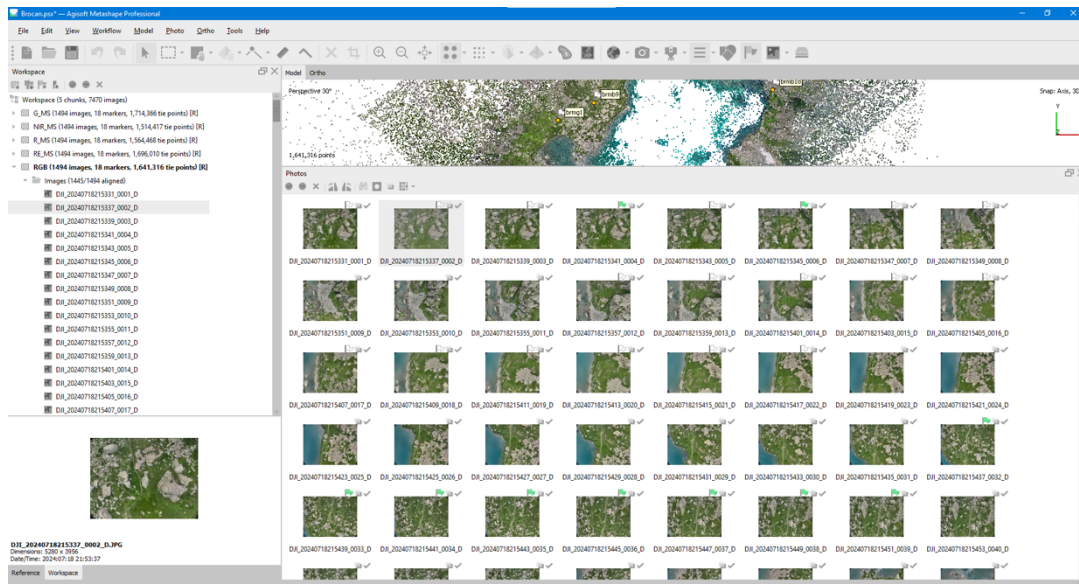 Brocan.psx* — Agisoft Metashape Professional
File Edit View Workflow Model Photo Ortho Tools Help
Workspace
Workspace (5 chunks, 7470 images)
G_MS (1494 images, 18 markers, 1,714,366 tie points) [R]
NIR_MS (1494 images, 18 markers, 1,514,417 tie points) [R]
R_MS (1494 images, 18 markers, 1,564,468 tie points) [R]
RE_MS (1494 images, 18 markers, 1,696,010 tie points) [R]
RGB (1494 images, 18 markers, 1,641,316 tie points) [R]
Images (1445/1494 aligned)
DJI_20240718215331_0001_D
DJI_20240718215337_0002_D
DJI_20240718215339_0003_D
DJI_20240718215341_0004_D
DJI_20240718215343_0005_D
DJI_20240718215345_0006_D
DJI_20240718215347_0007_D
DJI_20240718215349_0008_D
DJI_20240718215351_0009_D
DJI_20240718215353_0010_D
DJI_20240718215355_0011_D
DJI_20240718215357_0012_D
DJI_20240718215359_0013_D
DJI_20240718215401_0014_D
DJI_20240718215403_0015_D
DJI_20240718215405_0016_D
DJI_20240718215407_0017_D
DJI_20240718215337_0002_D.JPG
Dimensions: 5280 x 3956
Date/Time: 2024:07:18 21:53:37
Reference Workspace
Model Ortho
Perspective 30°
Snap: Axis, 3D
brmb9
brmg1
brmb10
Y
1,641,316 points
Photos
DJI_20240718215331_0001_D DJI_20240718215337_0002_D DJI_20240718215339_0003_D DJI_20240718215341_0004_D DJI_20240718215343_0005_D DJI_20240718215345_0006_D DJI_20240718215347_0007_D DJI_20240718215349_0008_D
DJI_20240718215351_0009_D DJI_20240718215353_0010_D DJI_20240718215355_0011_D DJI_20240718215357_0012_D DJI_20240718215359_0013_D DJI_20240718215401_0014_D DJI_20240718215403_0015_D DJI_20240718215405_0016_D
DJI_20240718215407_0017_D DJI_20240718215409_0018_D DJI_20240718215411_0019_D DJI_20240718215413_0020_D DJI_20240718215415_0021_D DJI_20240718215417_0022_D DJI_20240718215419_0023_D DJI_20240718215421_0024_D
DJI_20240718215423_0025_D DJI_20240718215425_0026_D DJI_20240718215427_0027_D DJI_20240718215429_0028_D DJI_20240718215431_0029_D DJI_20240718215433_0030_D DJI_20240718215435_0031_D DJI_20240718215437_0032_D
DJI_20240718215439_0033_D DJI_20240718215441_0034_D DJI_20240718215443_0035_D DJI_20240718215445_0036_D DJI_20240718215447_0037_D DJI_20240718215449_0038_D DJI_20240718215451_0039_D DJI_20240718215453_0040_D